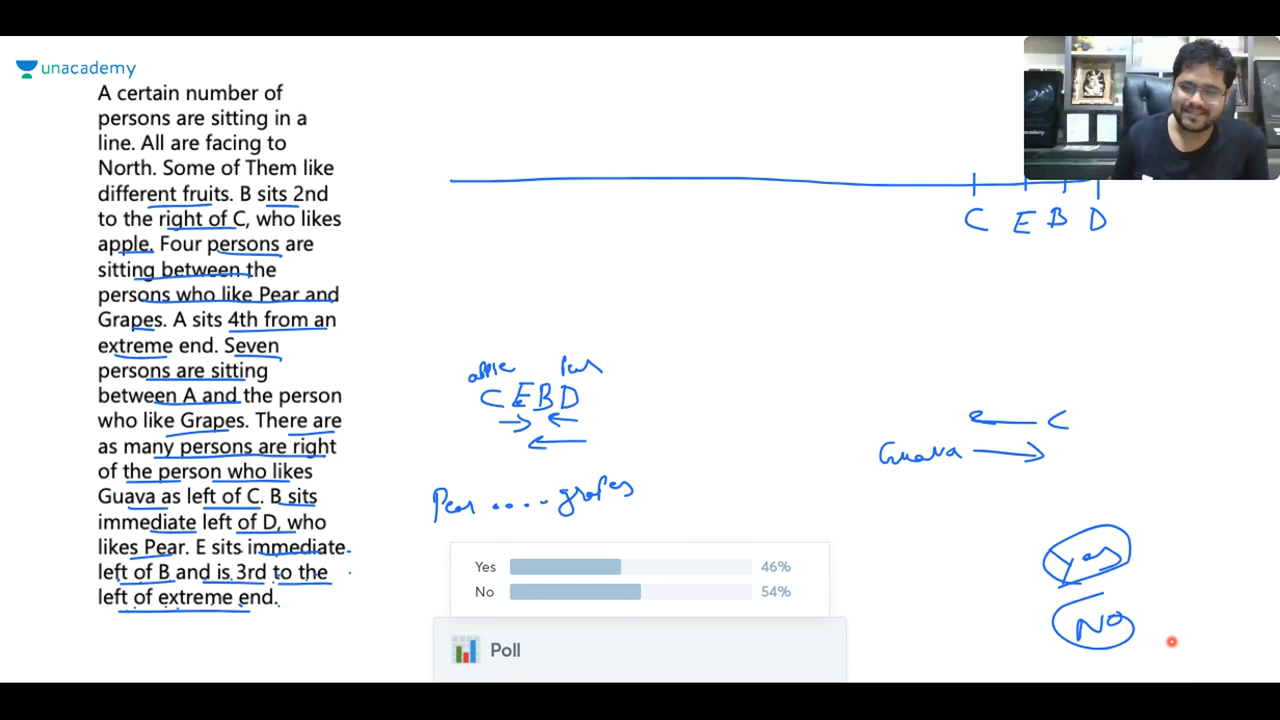 unacademy
A certain number of
persons are sitting in a
line. All are facing to
North. Some of Them like
different fruits. B sits 2nd
to the right of C, who likes
apple. Four persons are
sitting between the
persons who like Pear and
Grapes. A sits 4th from an
extreme end. Seven
persons are sitting
between A and the person
who like Grapes. There are
as many persons are right
of the person who likes
Guava as left of C. B sits
immediate left of D, who
likes Pear. E sits immediate
left of B and is 3rd to the
left of extreme end.
C E B D
apple Pear
C E B D
C
Guava
Pear .... grapes
Yes
No
Yes 46%
No 54%
Poll